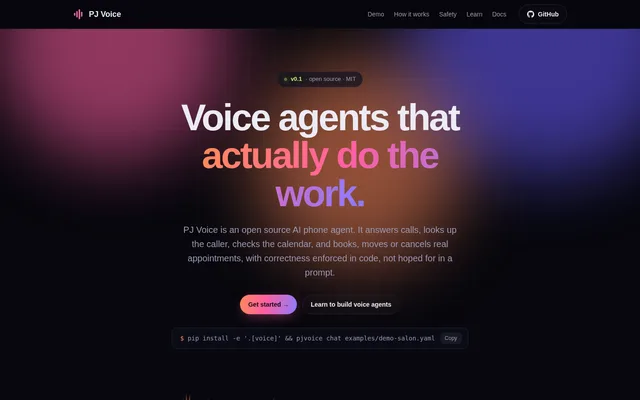 PJ Voice
Demo How it works Safety Learn Docs GitHub
v0.1 · open source · MIT
Voice agents that
actually do the
work.
PJ Voice is an open source AI phone agent. It answers calls, looks up
the caller, checks the calendar, and books, moves or cancels real
appointments, with correctness enforced in code, not hoped for in a
prompt.
Get started → Learn to build voice agents
$ pip install -e '.[voice]' && pjvoice chat examples/demo-salon.yaml Copy